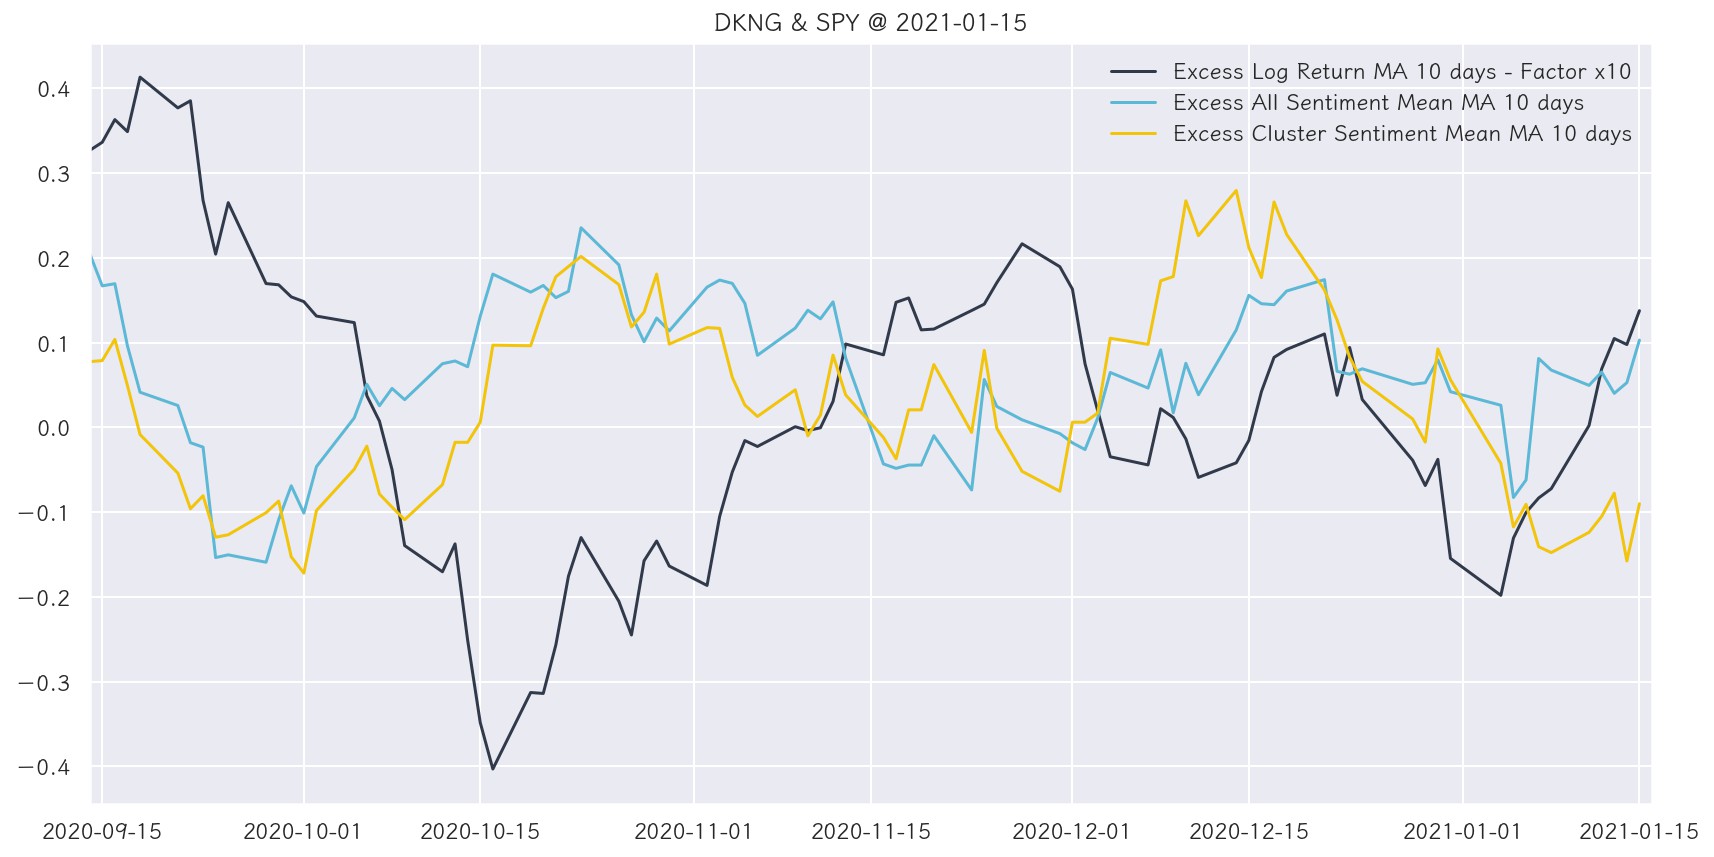 DKNG & SPY @ 2021-01-15
Excess Log Return MA 10 days - Factor x10
Excess All Sentiment Mean MA 10 days
Excess Cluster Sentiment Mean MA 10 days
0.4
0.3
0.2
0.1
0.0
−0.1
−0.2
−0.3
−0.4
2020-09-15 2020-10-01 2020-10-15 2020-11-01 2020-11-15 2020-12-01 2020-12-15 2021-01-01 2021-01-15